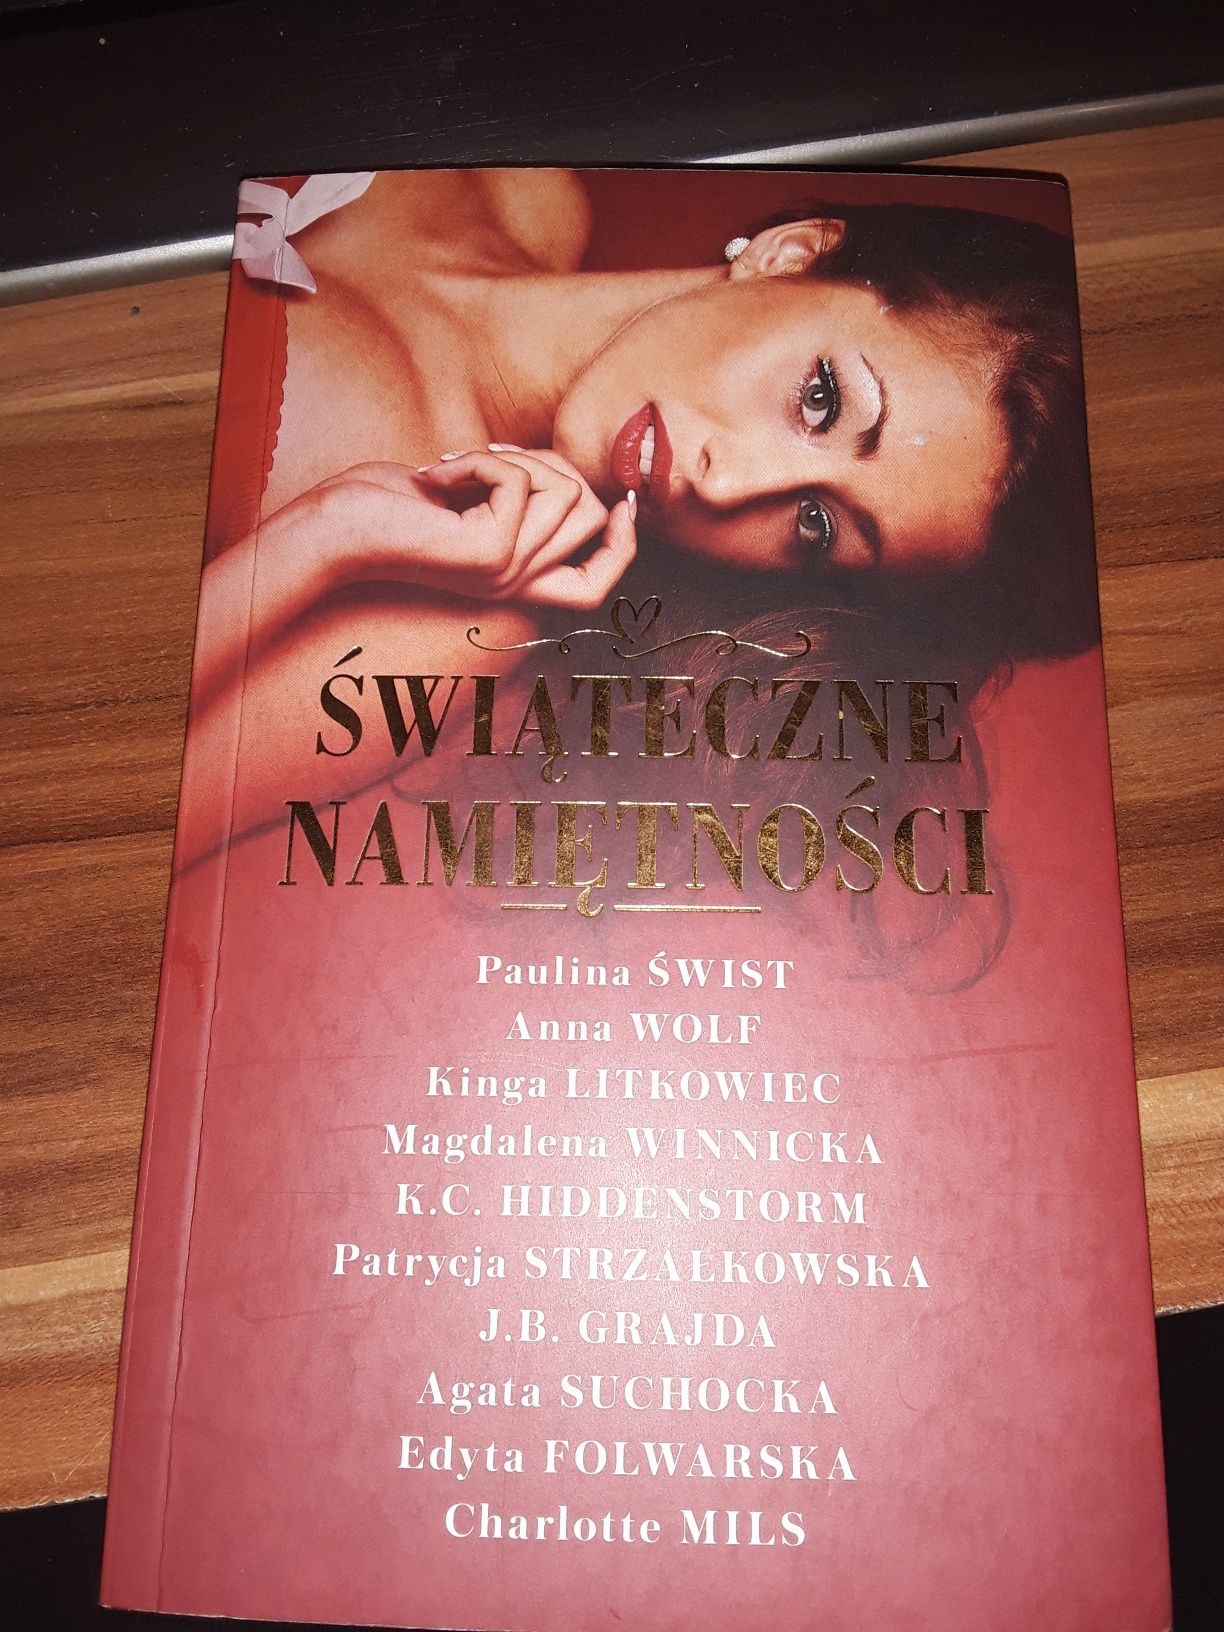 ŚWIĄTECZNE
NAMIĘTNOŚCI
Paulina ŚWIST
Anna WOLF
Kinga LITKOWIEC
Magdalena WINNICKA
K.C. HIDDENSTORM
Patrycja STRZAŁKOWSKA
J.B. GRAJDA
Agata SUCHOCKA
Edyta FOLWARSKA
Charlotte MILS